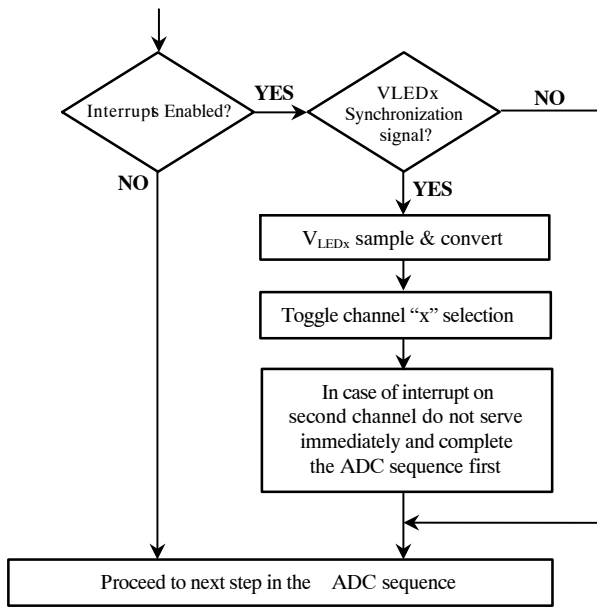 Interrupts Enabled?
YES
VLEDx
Synchronization
signal?
NO
NO
YES
VLEDx sample & convert
Toggle channel “x” selection
In case of interrupt on
second channel do not serve
immediately and complete
the ADC sequence first
Proceed to next step in the ADC sequence